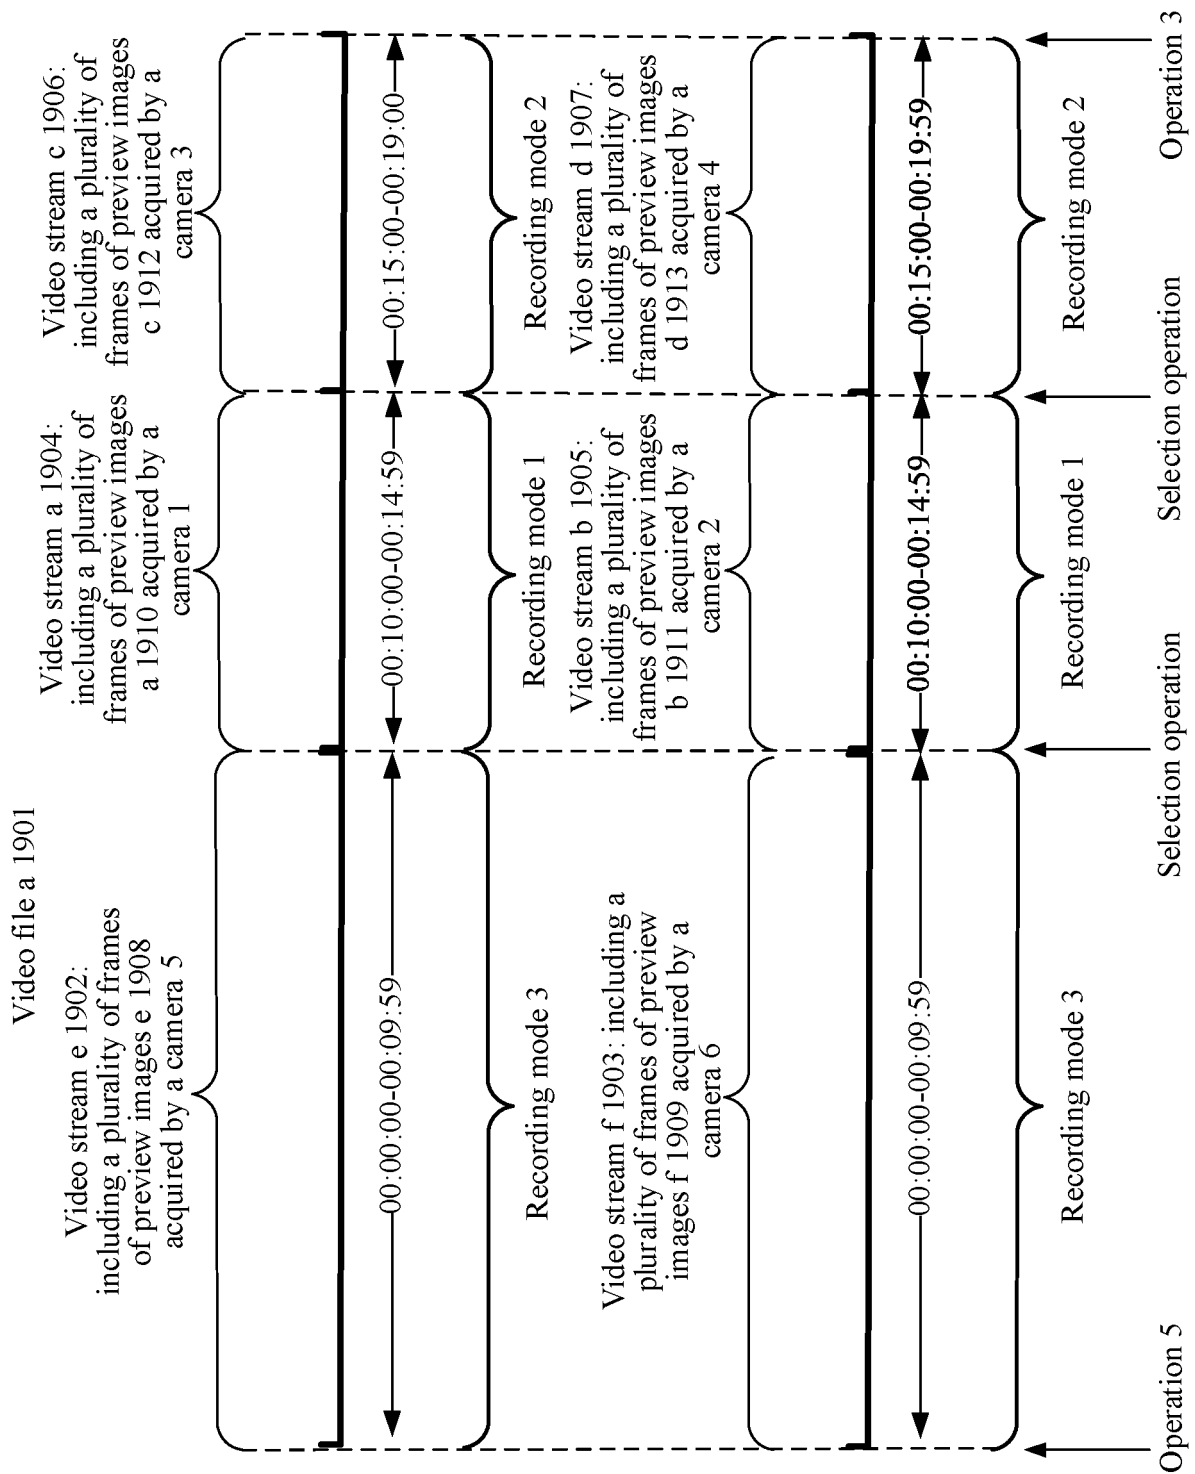 Video file a 1901
Video stream e 1902:
including a plurality of frames
of preview images e 1908
acquired by a camera 5
Video stream a 1904:
including a plurality of
frames of preview images
a 1910 acquired by a
camera 1
Video stream c 1906:
including a plurality of
frames of preview images
c 1912 acquired by a
camera 3
00:00:00-00:09:59
00:10:00-00:14:59
00:15:00-00:19:00
Recording mode 3
Recording mode 1
Recording mode 2
Video stream f 1903: including a
plurality of frames of preview
images f 1909 acquired by a
camera 6
Video stream b 1905:
including a plurality of
frames of preview images
b 1911 acquired by a
camera 2
Video stream d 1907:
including a plurality of
frames of preview images
d 1913 acquired by a
camera 4
00:00:00-00:09:59
00:10:00-00:14:59
00:15:00-00:19:59
Recording mode 3
Recording mode 1
Recording mode 2
Operation 5
Selection operation
Selection operation
Operation 3